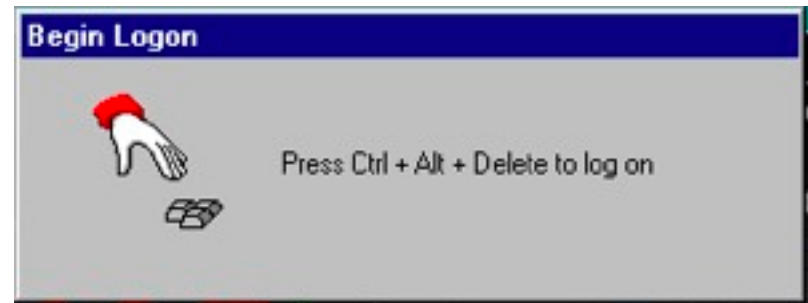 Begin Logon
Press Ctrl + Alt + Delete to log on